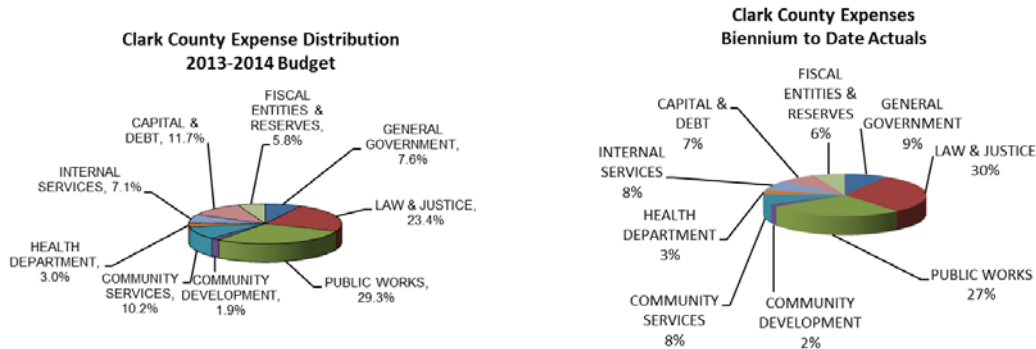 Clark County Expense Distribution
2013-2014 Budget
FISCAL
ENTITIES &
RESERVES,
5.8%
GENERAL
GOVERNMENT,
7.6%
LAW & JUSTICE,
23.4%
PUBLIC WORKS,
29.3%
COMMUNITY
DEVELOPMENT,
1.9%
COMMUNITY
SERVICES,
10.2%
HEALTH
DEPARTMENT,
3.0%
INTERNAL
SERVICES, 7.1%
CAPITAL &
DEBT, 11.7%
Clark County Expenses
Biennium to Date Actuals
FISCAL
ENTITIES &
RESERVES
6%
GENERAL
GOVERNMENT
9%
LAW & JUSTICE
30%
PUBLIC WORKS
27%
COMMUNITY
DEVELOPMENT
2%
COMMUNITY
SERVICES
8%
HEALTH
DEPARTMENT
3%
INTERNAL
SERVICES
8%
CAPITAL &
DEBT
7%